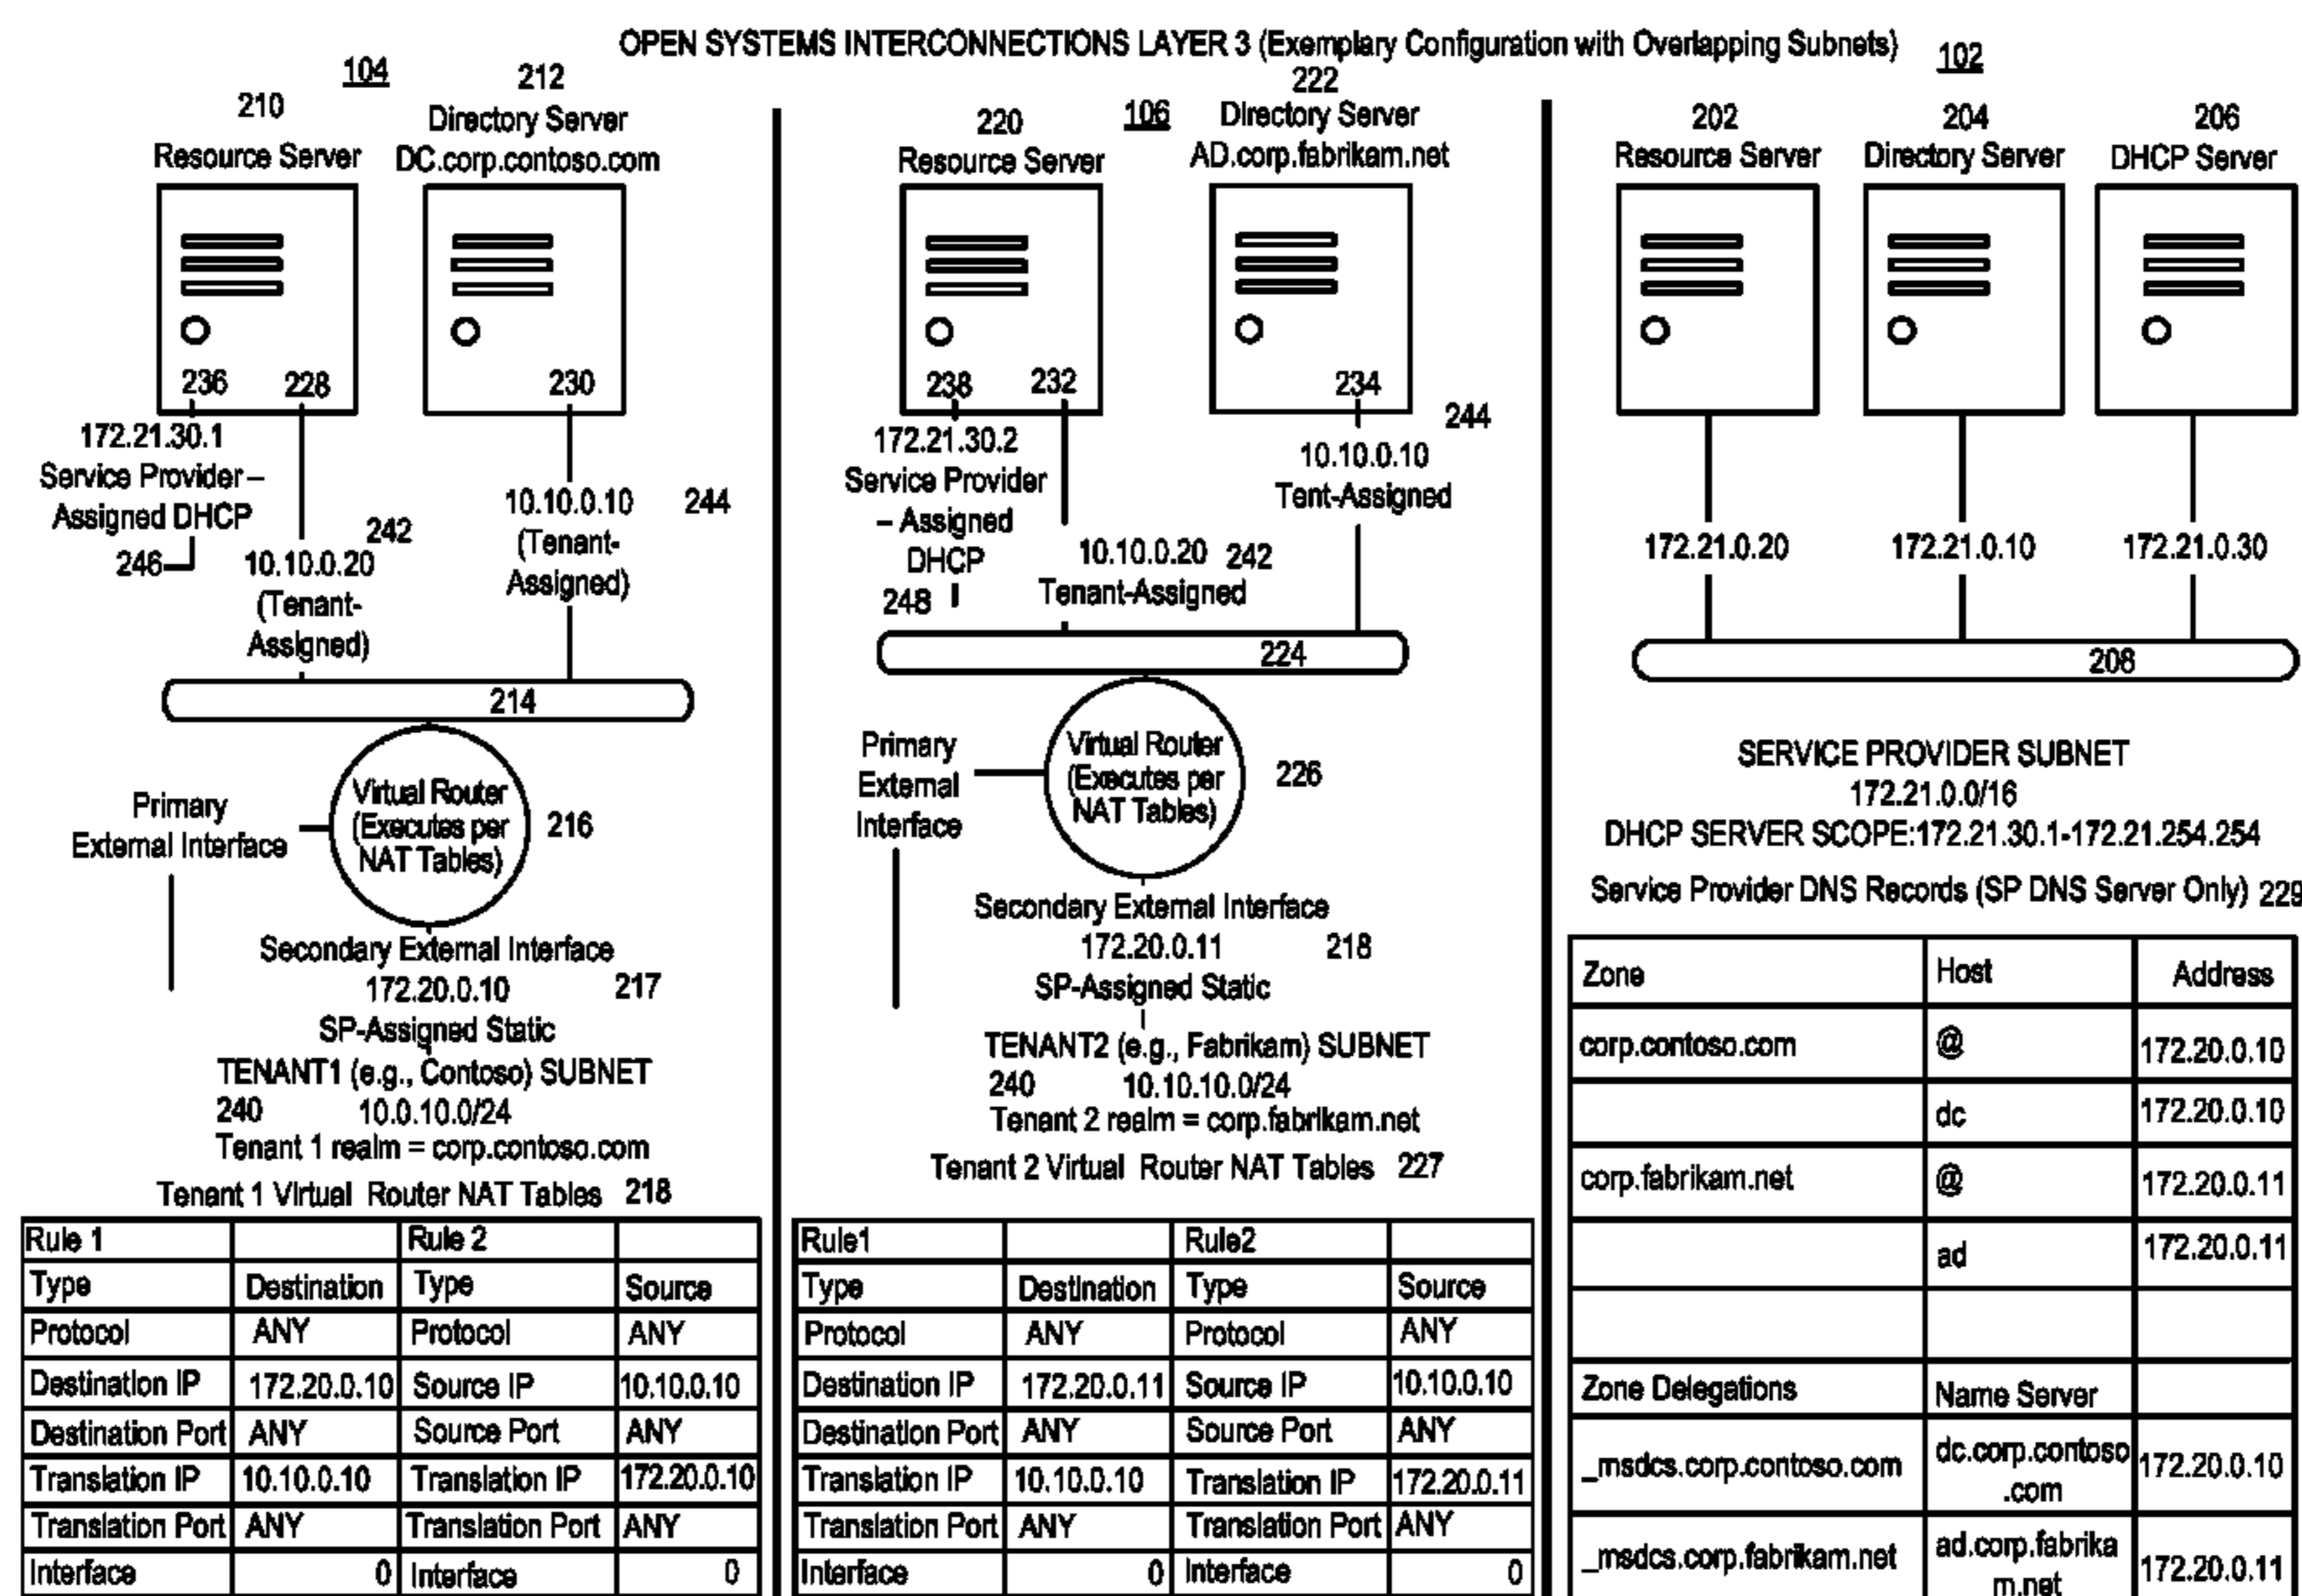 OPEN SYSTEMS INTERCONNECTIONS LAYER 3 (Exemplary Configuration with Overlapping Subnets)
104
210
Resource Server
212
Directory Server
DC.corp.contoso.com
236
228
230
172.21.30.1
Service Provider –
Assigned DHCP
246
242
10.10.0.20
(Tenant-
Assigned)
10.10.0.10
(Tenant-
Assigned)
244
214
Primary
External Interface
Virtual Router
(Executes per
NAT Tables)
216
Secondary External Interface
172.20.0.10
217
SP-Assigned Static
TENANT1 (e.g., Contoso) SUBNET
240
10.0.10.0/24
Tenant 1 realm = corp.contoso.com
Tenant 1 Virtual Router NAT Tables 218
Rule 1 Rule 2
Type Destination Type Source
Protocol ANY Protocol ANY
Destination IP 172.20.0.10 Source IP 10.10.0.10
Destination Port ANY Source Port ANY
Translation IP 10.10.0.10 Translation IP 172.20.0.10
Translation Port ANY Translation Port ANY
Interface 0 Interface 0
106
220
Resource Server
222
Directory Server
AD.corp.fabrikam.net
238
232
234
172.21.30.2
Service Provider
– Assigned
DHCP
248
10.10.0.20 242
Tenant-Assigned
244
10.10.0.10
Tent-Assigned
224
Primary
External
Interface
Virtual Router
(Executes per
NAT Tables)
226
Secondary External Interface
172.20.0.11
218
SP-Assigned Static
TENANT2 (e.g., Fabrikam) SUBNET
240
10.10.10.0/24
Tenant 2 realm = corp.fabrikam.net
Tenant 2 Virtual Router NAT Tables 227
Rule1 Rule2
Type Destination Type Source
Protocol ANY Protocol ANY
Destination IP 172.20.0.11 Source IP 10.10.0.10
Destination Port ANY Source Port ANY
Translation IP 10.10.0.10 Translation IP 172.20.0.11
Translation Port ANY Translation Port ANY
Interface 0 Interface 0
102
202
Resource Server
204
Directory Server
206
DHCP Server
172.21.0.20
172.21.0.10
172.21.0.30
208
SERVICE PROVIDER SUBNET
172.21.0.0/16
DHCP SERVER SCOPE:172.21.30.1-172.21.254.254
Service Provider DNS Records (SP DNS Server Only) 229
Zone Host Address
corp.contoso.com @ 172.20.0.10
dc 172.20.0.10
corp.fabrikam.net @ 172.20.0.11
ad 172.20.0.11
Zone Delegations Name Server
_msdcs.corp.contoso.com dc.corp.contoso
.com
172.20.0.10
_msdcs.corp.fabrikam.net ad.corp.fabrika
m.net
172.20.0.11